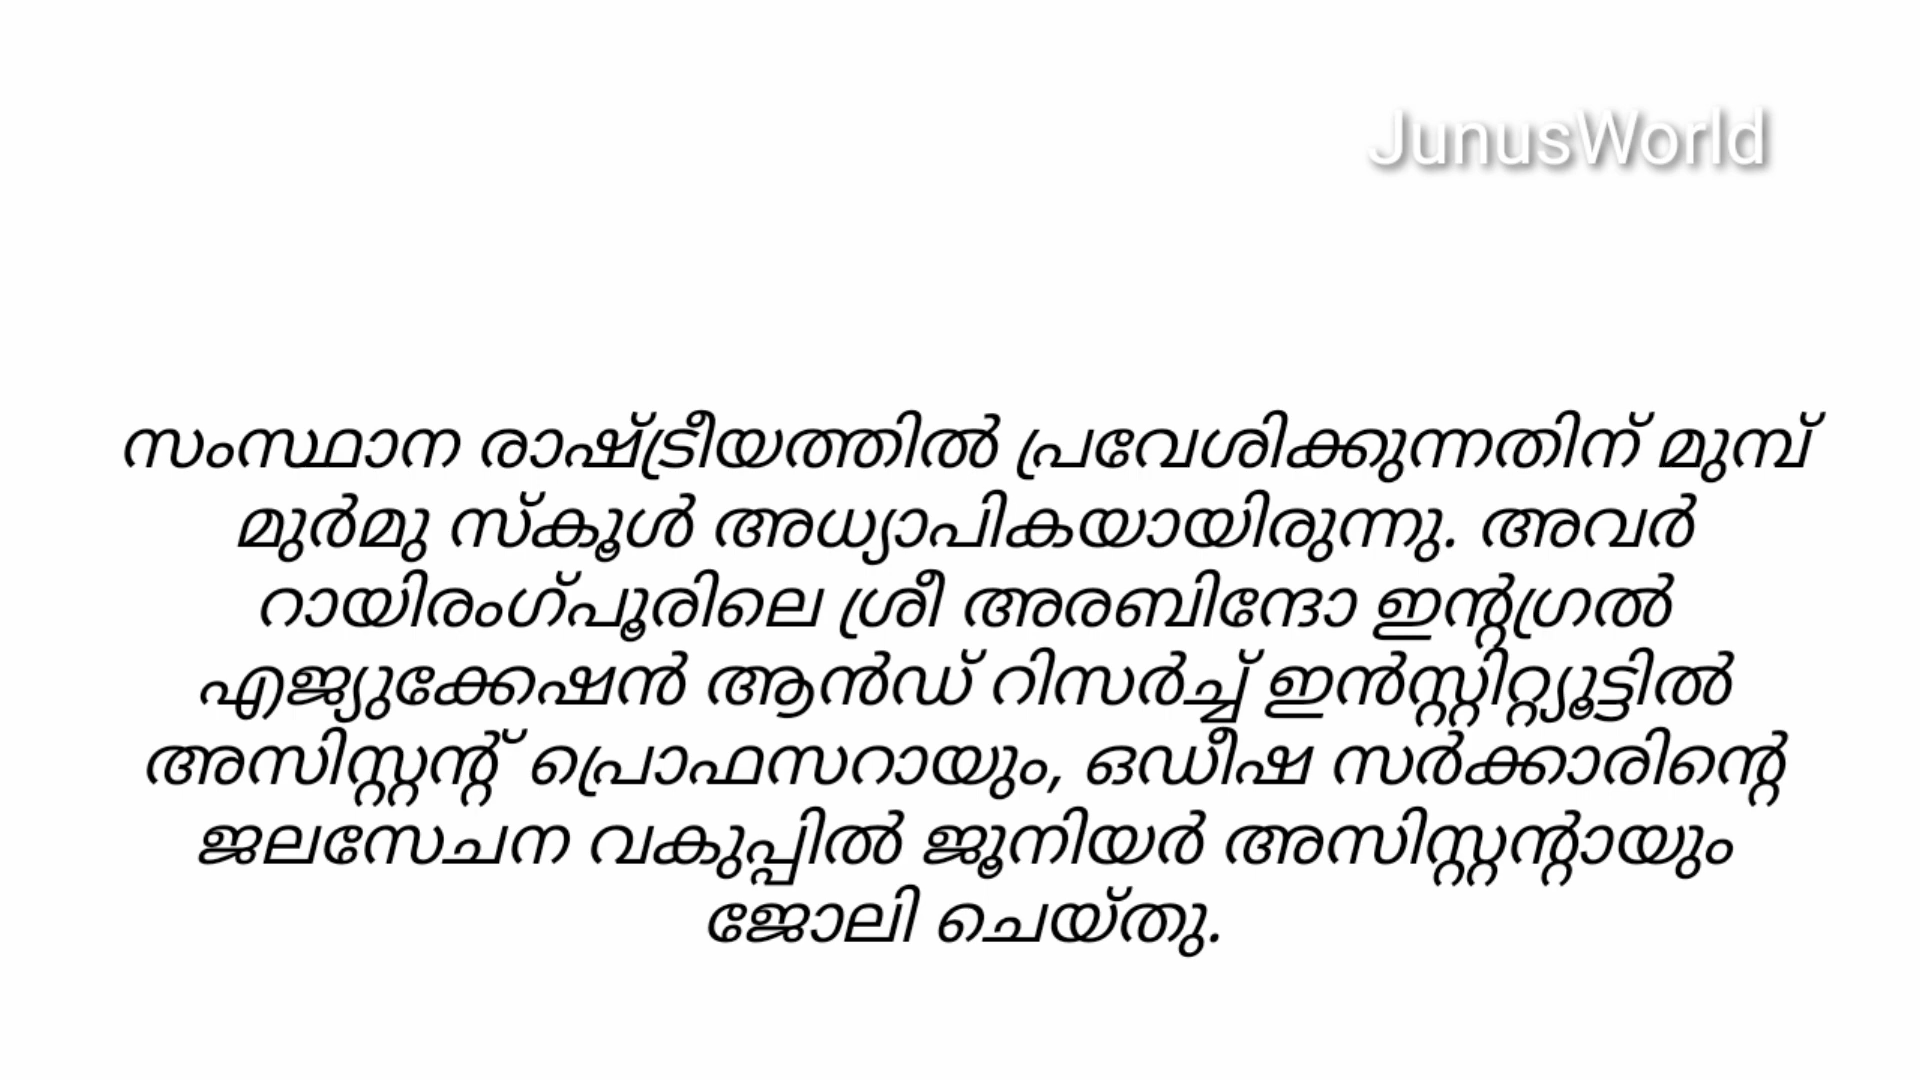 JunusWorld
സംസ്ഥാന രാഷ്ട്രീയത്തിൽ പ്രവേശിക്കുന്നതിന് മുമ്പ്
മുർമു സ്കൂൾ അധ്യാപികയായിരുന്നു. അവർ
റായിരംഗ്പൂരിലെ ശ്രീ അരബിന്ദോ ഇന്റഗ്രൽ
എജ്യുക്കേഷൻ ആൻഡ് റിസർച്ച് ഇൻസ്റ്റിറ്റ്യൂട്ടിൽ
അസിസ്റ്റന്റ് പ്രൊഫസറായും, ഒഡീഷ സർക്കാരിന്റെ
ജലസേചന വകുപ്പിൽ ജൂനിയർ അസിസ്റ്റന്റായും
ജോലി ചെയ്തു.